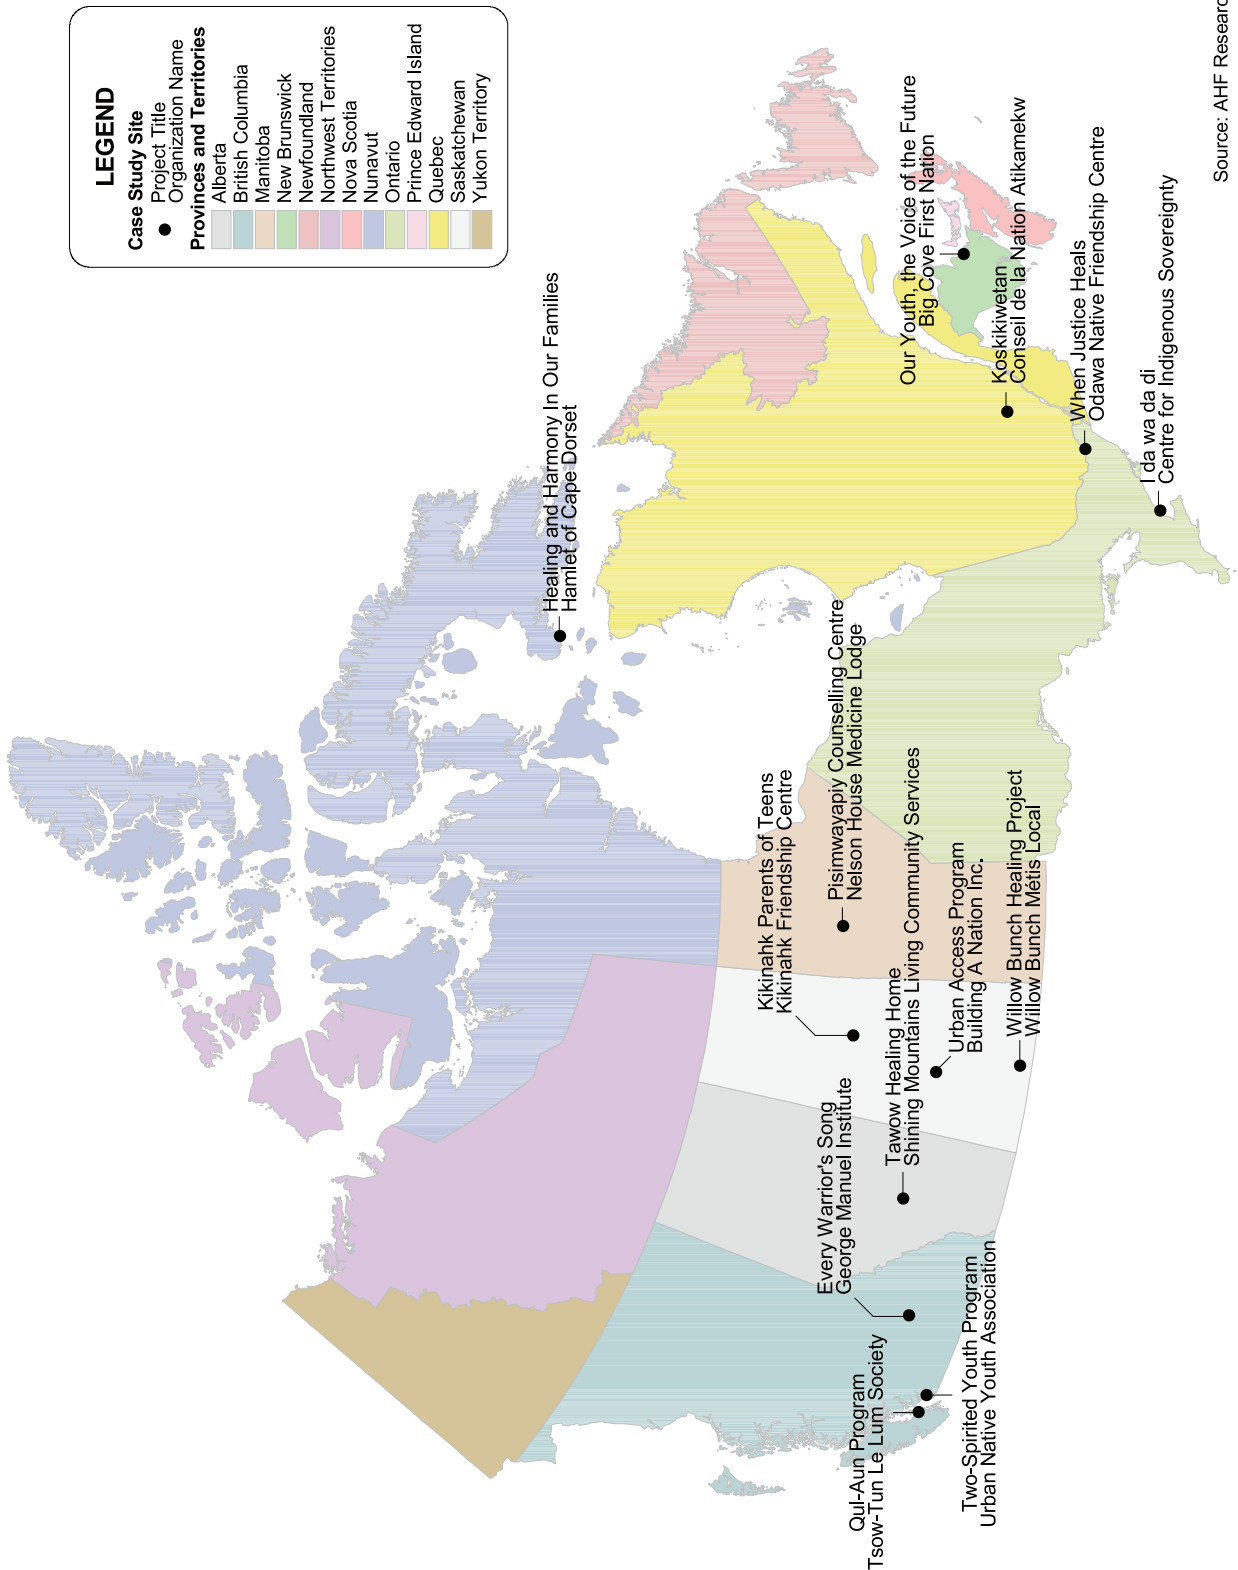 LEGEND
Case Study Site
Project Title
Organization Name
Provinces and Territories
Alberta
British Columbia
Manitoba
New Brunswick
Newfoundland
Northwest Territories
Nova Scotia
Nunavut
Ontario
Prince Edward Island
Quebec
Saskatchewan
Yukon Territory
Healing and Harmony In Our Families
Hamlet of Cape Dorset
Kikinahk Parents of Teens
Kikinahk Friendship Centre
Every Warrior's Song
George Manuel Institute
Pisimweyapiy Counselling Centre
Nelson House Medicine Lodge
Qul-Aun Program
Tsow-Tun Le Lum Society
Tawow Healing Home
Shining Mountains Living Community Services
Our Youth, the Voice of the Future
Big Cove First Nation
Urban Access Program
Building A Nation Inc.
Two-Spirited Youth Program
Urban Native Youth Association
Koskikiwetan
Conseil de la Nation Atikamekw
Willow Bunch Healing Project
Willow Bunch Métis Local
When Justice Heals
Odawa Native Friendship Centre
I da wa da di
Centre for Indigenous Sovereignty
Source: AHF Researc